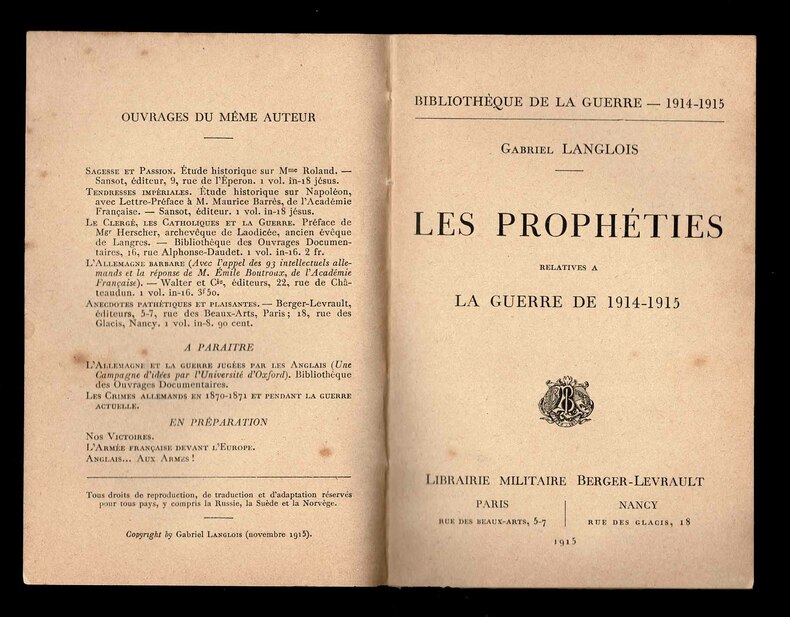 OUVRAGES DU MÊME AUTEUR
SAGESSE ET PASSION. Étude historique sur Mme Roland. —
Sansot, éditeur, 9, rue de l'Éperon. 1 vol. in-18 jésus.
TENDRESSES IMPÉRIALES. Étude historique sur Napoléon,
avec Lettre-Préface à M. Maurice Barrès, de l'Académie
Française. — Sansot, éditeur. 1 vol. in-18 jésus.
LE CLERGÉ, LES CATHOLIQUES ET LA GUERRE. Préface de
Mgr Herscher, archevêque de Laodicée, ancien évêque
de Langres. — Bibliothèque des Ouvrages Documen-
taires, 16, rue Alphonse-Daudet. 1 vol. in-16. 2 fr.
L'ALLEMAGNE BARBARE (Avec l'appel des 93 intellectuels alle-
mands et la réponse de M. Émile Boutroux, de l'Académie
Française). — Walter et Cie, éditeurs, 22, rue de Châ-
teaudun. 1 vol. in-16. 3f50.
ANECDOTES PATHÉTIQUES ET PLAISANTES. — Berger-Levrault,
éditeurs, 5-7, rue des Beaux-Arts, Paris; 18, rue des
Glacis, Nancy. 1 vol. in-8. 90 cent.
A PARAITRE
L'ALLEMAGNE ET LA GUERRE JUGÉES PAR LES ANGLAIS (Une
Campagne d'idées par l'Université d'Oxford). Bibliothèque
des Ouvrages Documentaires.
LES CRIMES ALLEMANDS EN 1870-1871 ET PENDANT LA GUERRE
ACTUELLE.
EN PRÉPARATION
NOS VICTOIRES.
L'ARMÉE FRANÇAISE DEVANT L'EUROPE.
ANGLAIS... AUX ARMES !
Tous droits de reproduction, de traduction et d'adaptation réservés
pour tous pays, y compris la Russie, la Suède et la Norvège.
Copyright by Gabriel LANGLOIS (novembre 1915).
BIBLIOTHÈQUE DE LA GUERRE — 1914-1915
GABRIEL LANGLOIS
LES PROPHÉTIES
RELATIVES A
LA GUERRE DE 1914-1915
LIBRAIRIE MILITAIRE BERGER-LEVRAULT
PARIS
RUE DES BEAUX-ARTS, 5-7
NANCY
RUE DES GLACIS, 18
1915